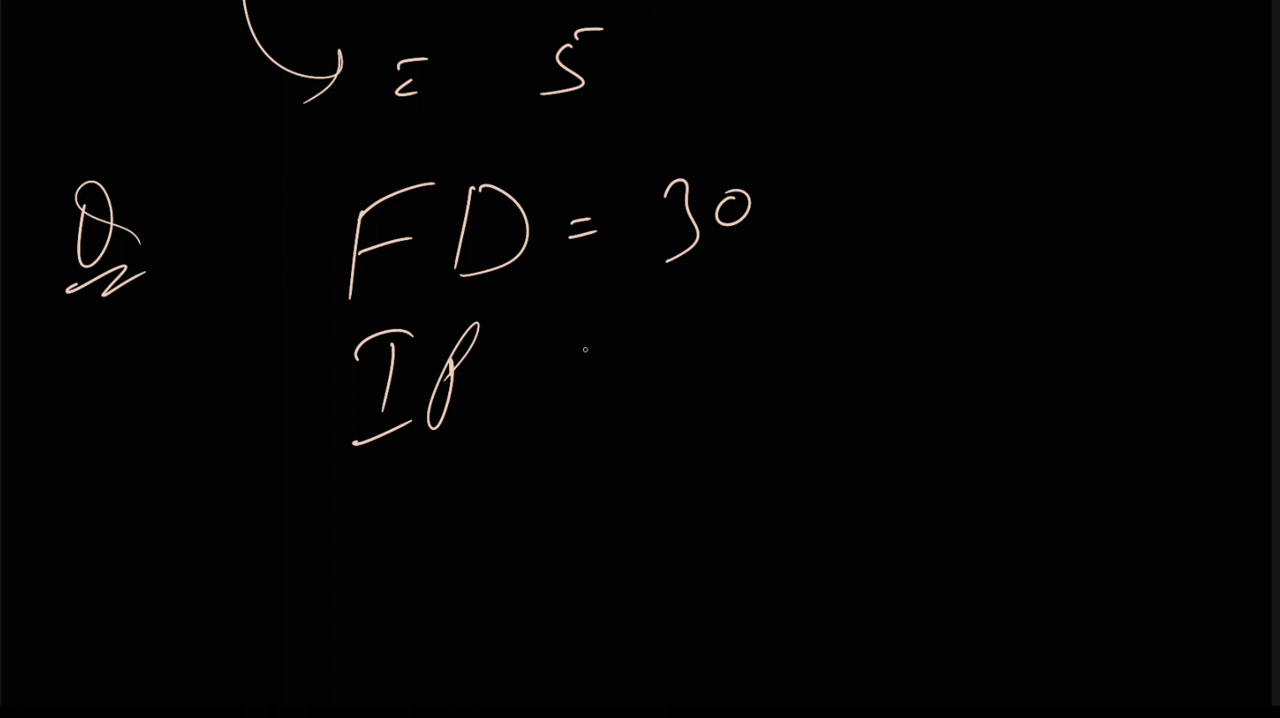 = 5
Q FD = 30
If